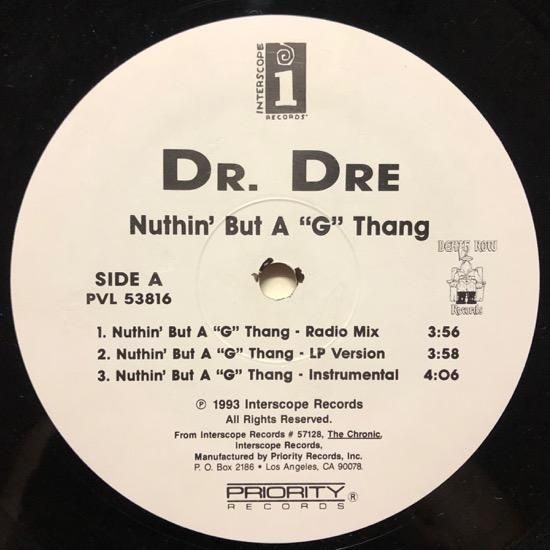 INTERSCOPE
i
RECORDS
DR. DRE
Nuthin' But A "G" Thang
DEATH ROW
Records
SIDE A
PVL 53816
1. Nuthin' But A "G" Thang - Radio Mix 3:56
2. Nuthin' But A "G" Thang - LP Version 3:58
3. Nuthin' But A "G" Thang - Instrumental 4:06
℗ 1993 Interscope Records
All Rights Reserved.
From Interscope Records # 57128, The Chronic,
Interscope Records,
Manufactured by Priority Records, Inc.
P. O. Box 2186 • Los Angeles, CA 90078.
PRIORITY ®
RECORDS